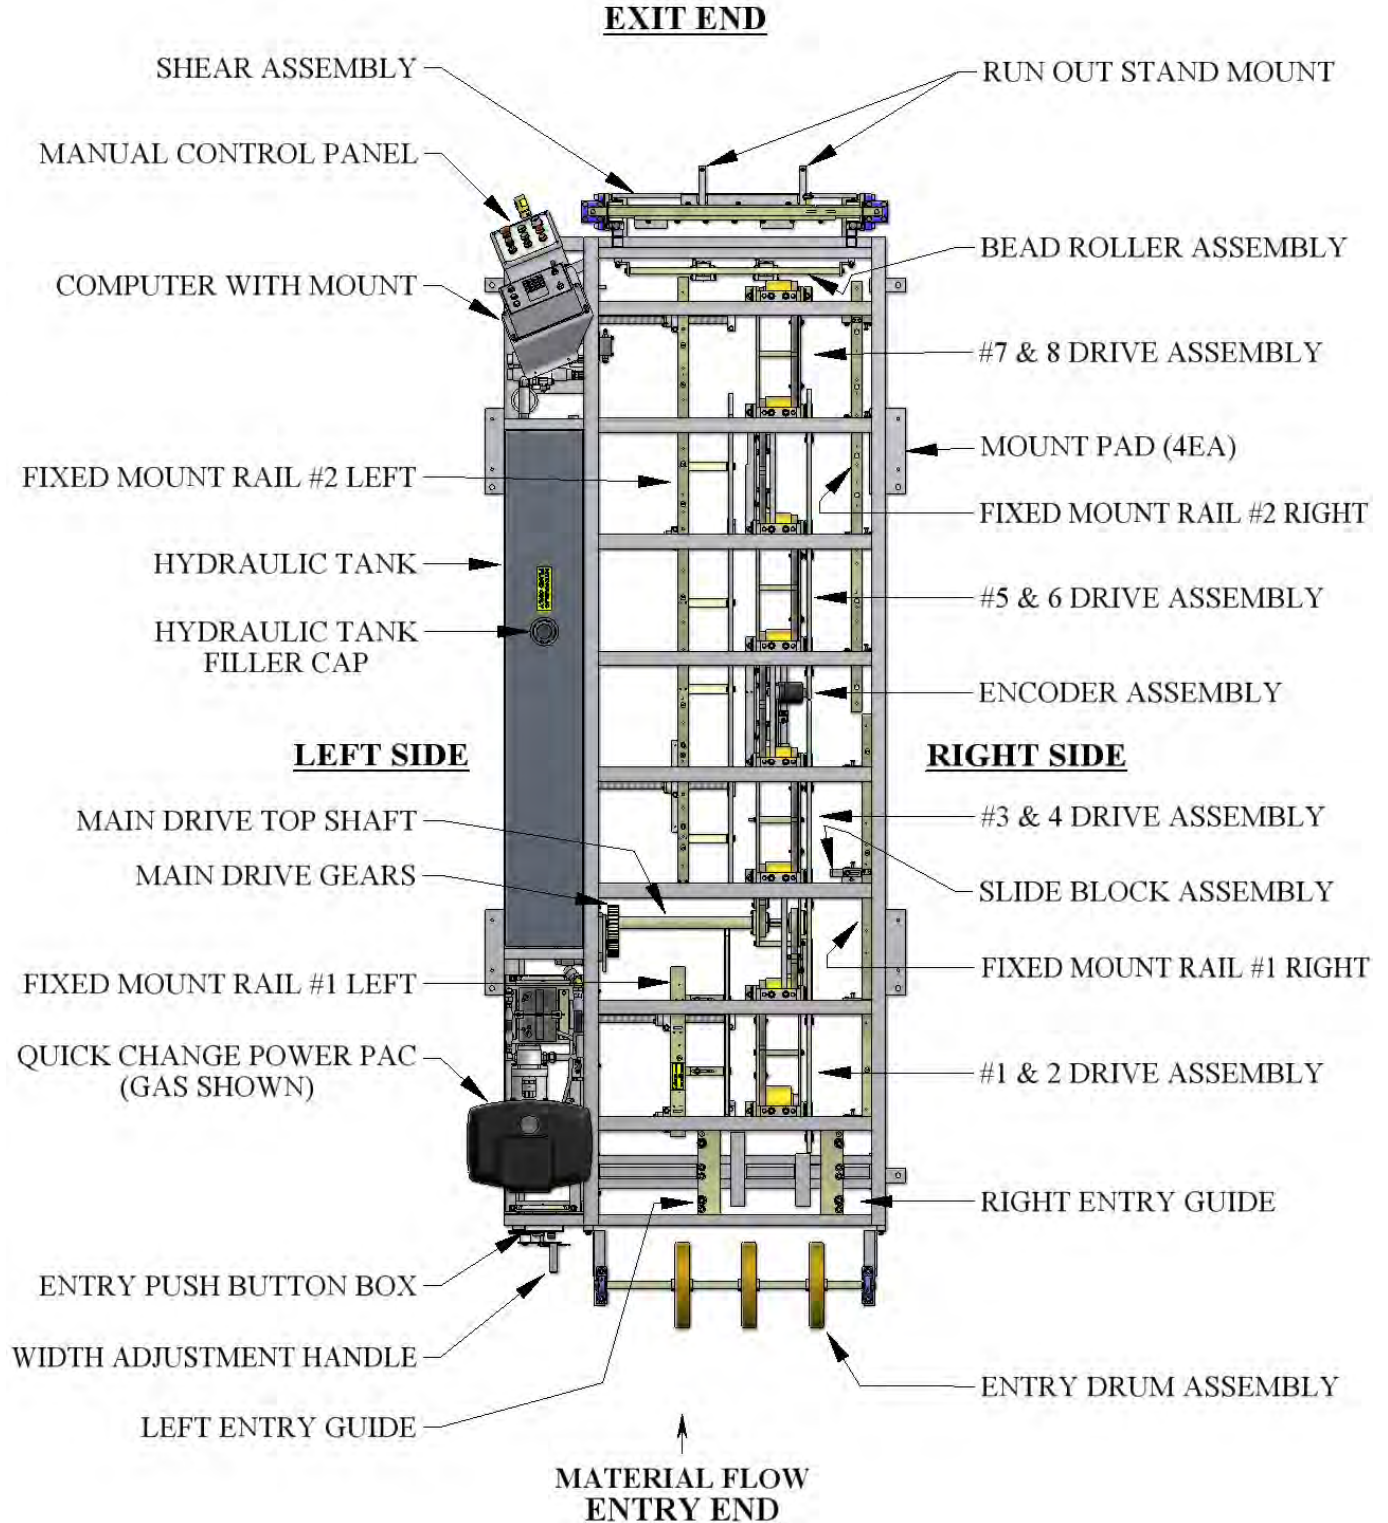 EXIT END
SHEAR ASSEMBLY
RUN OUT STAND MOUNT
MANUAL CONTROL PANEL
BEAD ROLLER ASSEMBLY
COMPUTER WITH MOUNT
#7 & 8 DRIVE ASSEMBLY
MOUNT PAD (4EA)
FIXED MOUNT RAIL #2 LEFT
FIXED MOUNT RAIL #2 RIGHT
HYDRAULIC TANK
#5 & 6 DRIVE ASSEMBLY
HYDRAULIC TANK
FILLER CAP
ENCODER ASSEMBLY
LEFT SIDE
RIGHT SIDE
MAIN DRIVE TOP SHAFT
#3 & 4 DRIVE ASSEMBLY
MAIN DRIVE GEARS
SLIDE BLOCK ASSEMBLY
FIXED MOUNT RAIL #1 RIGHT
FIXED MOUNT RAIL #1 LEFT
QUICK CHANGE POWER PAC
(GAS SHOWN)
#1 & 2 DRIVE ASSEMBLY
RIGHT ENTRY GUIDE
ENTRY PUSH BUTTON BOX
WIDTH ADJUSTMENT HANDLE
ENTRY DRUM ASSEMBLY
LEFT ENTRY GUIDE
MATERIAL FLOW
ENTRY END